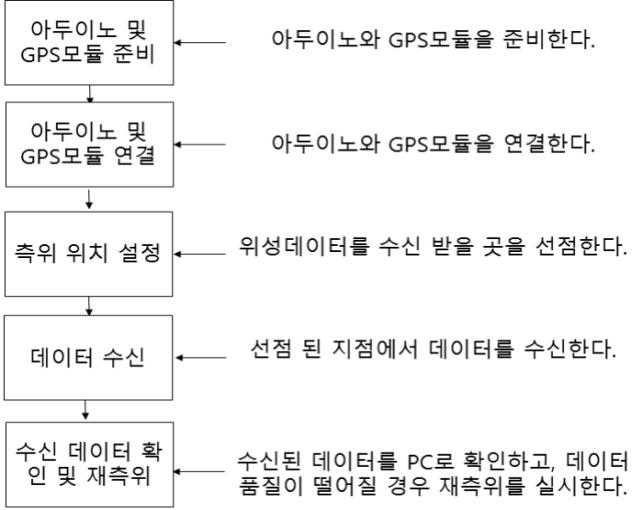 아두이노 및
GPS모듈 준비
아두이노와 GPS모듈을 준비한다.
아두이노 및
GPS모듈 연결
아두이노와 GPS모듈을 연결한다.
측위 위치 설정
위성데이터를 수신 받을 곳을 선점한다.
데이터 수신
선점 된 지점에서 데이터를 수신한다.
수신 데이터 확
인 및 재측위
수신된 데이터를 PC로 확인하고, 데이터
품질이 떨어질 경우 재측위를 실시한다.